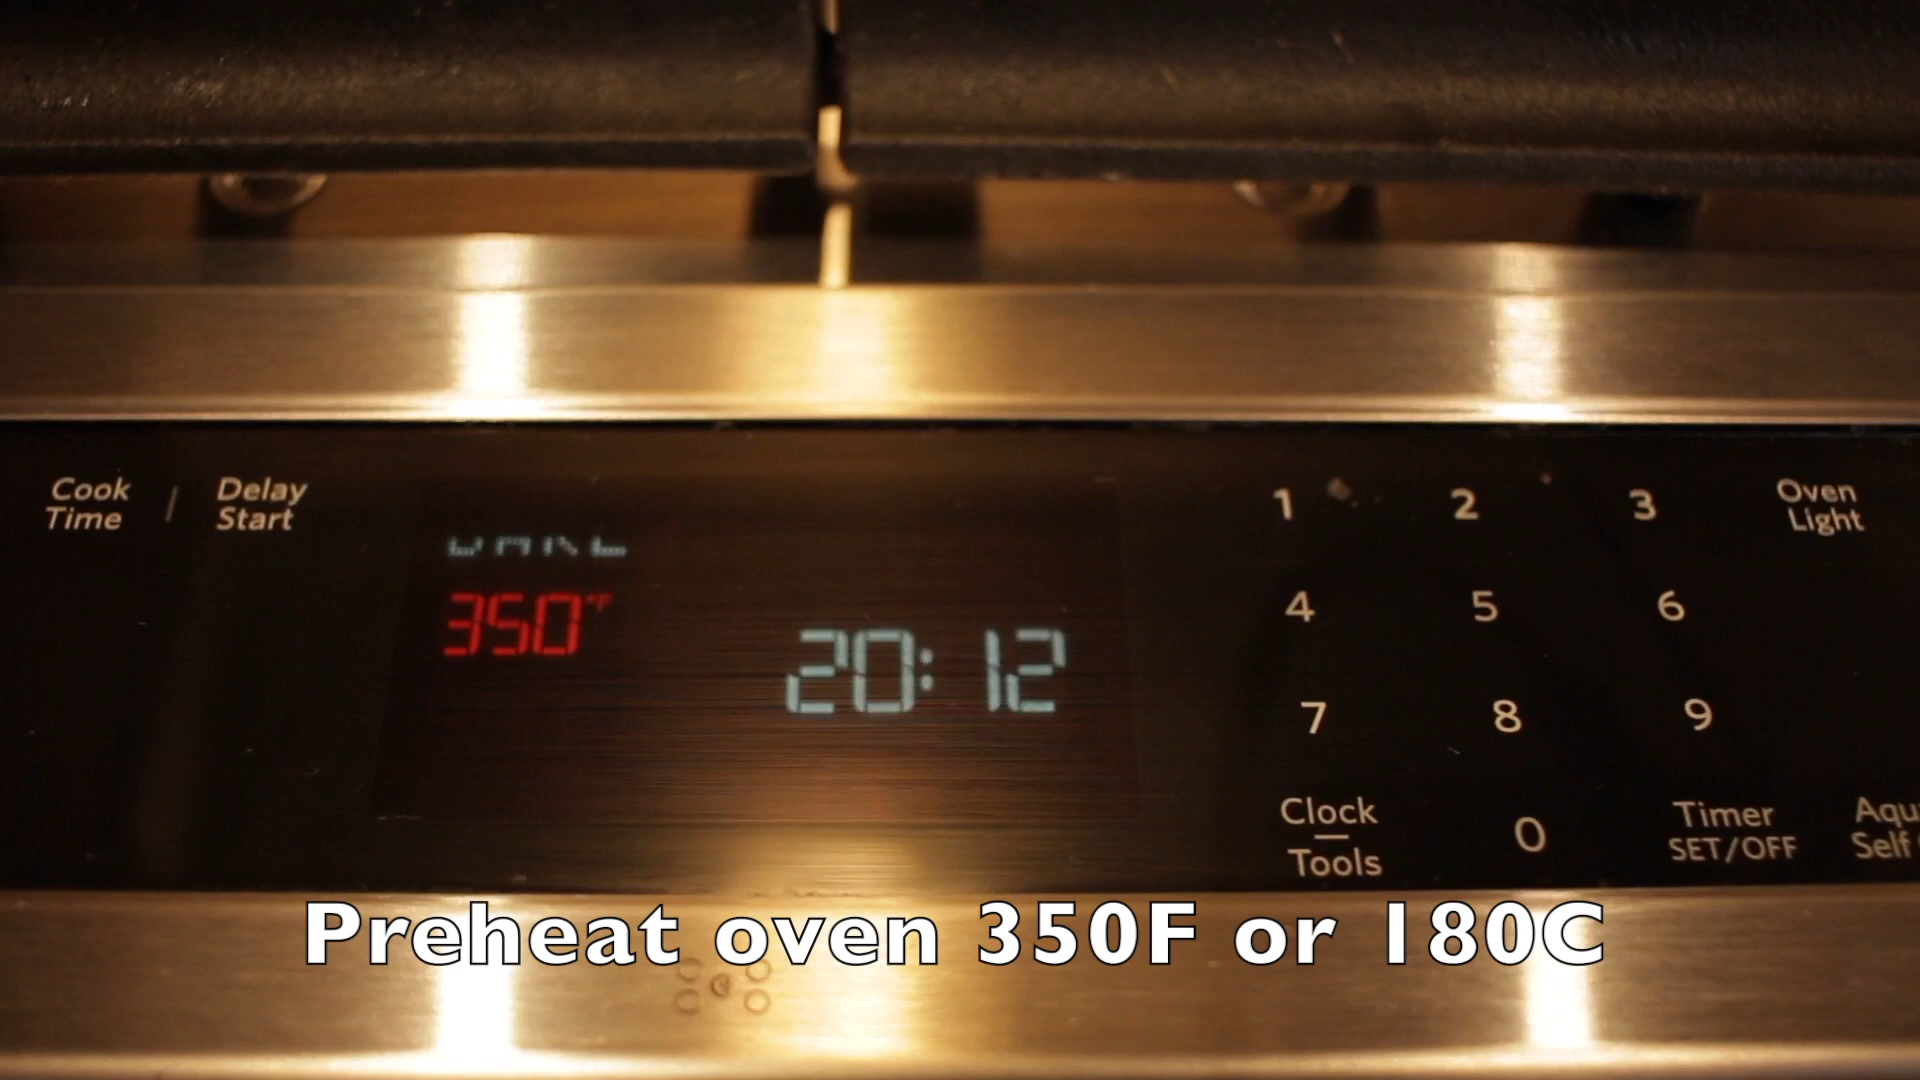 Cook
Time
Delay
Start
350°F
20:12
1 2 3
4 5 6
7 8 9
0
Clock
Tools
Timer
SET/OFF
Oven
Light
Self
Preheat oven 350F or 180C